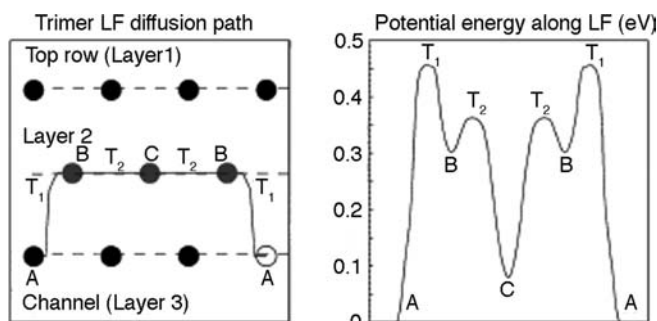 Trimer LF diffusion path
Top row (Layer1)
Layer 2
B T₂ C T₂ B
T₁ T₁
A A
Channel (Layer 3)
Potential energy along LF (eV)
0.5
0.4
0.3
0.2
0.1
0
T₁ T₁
T₂ T₂
B B
C
A A